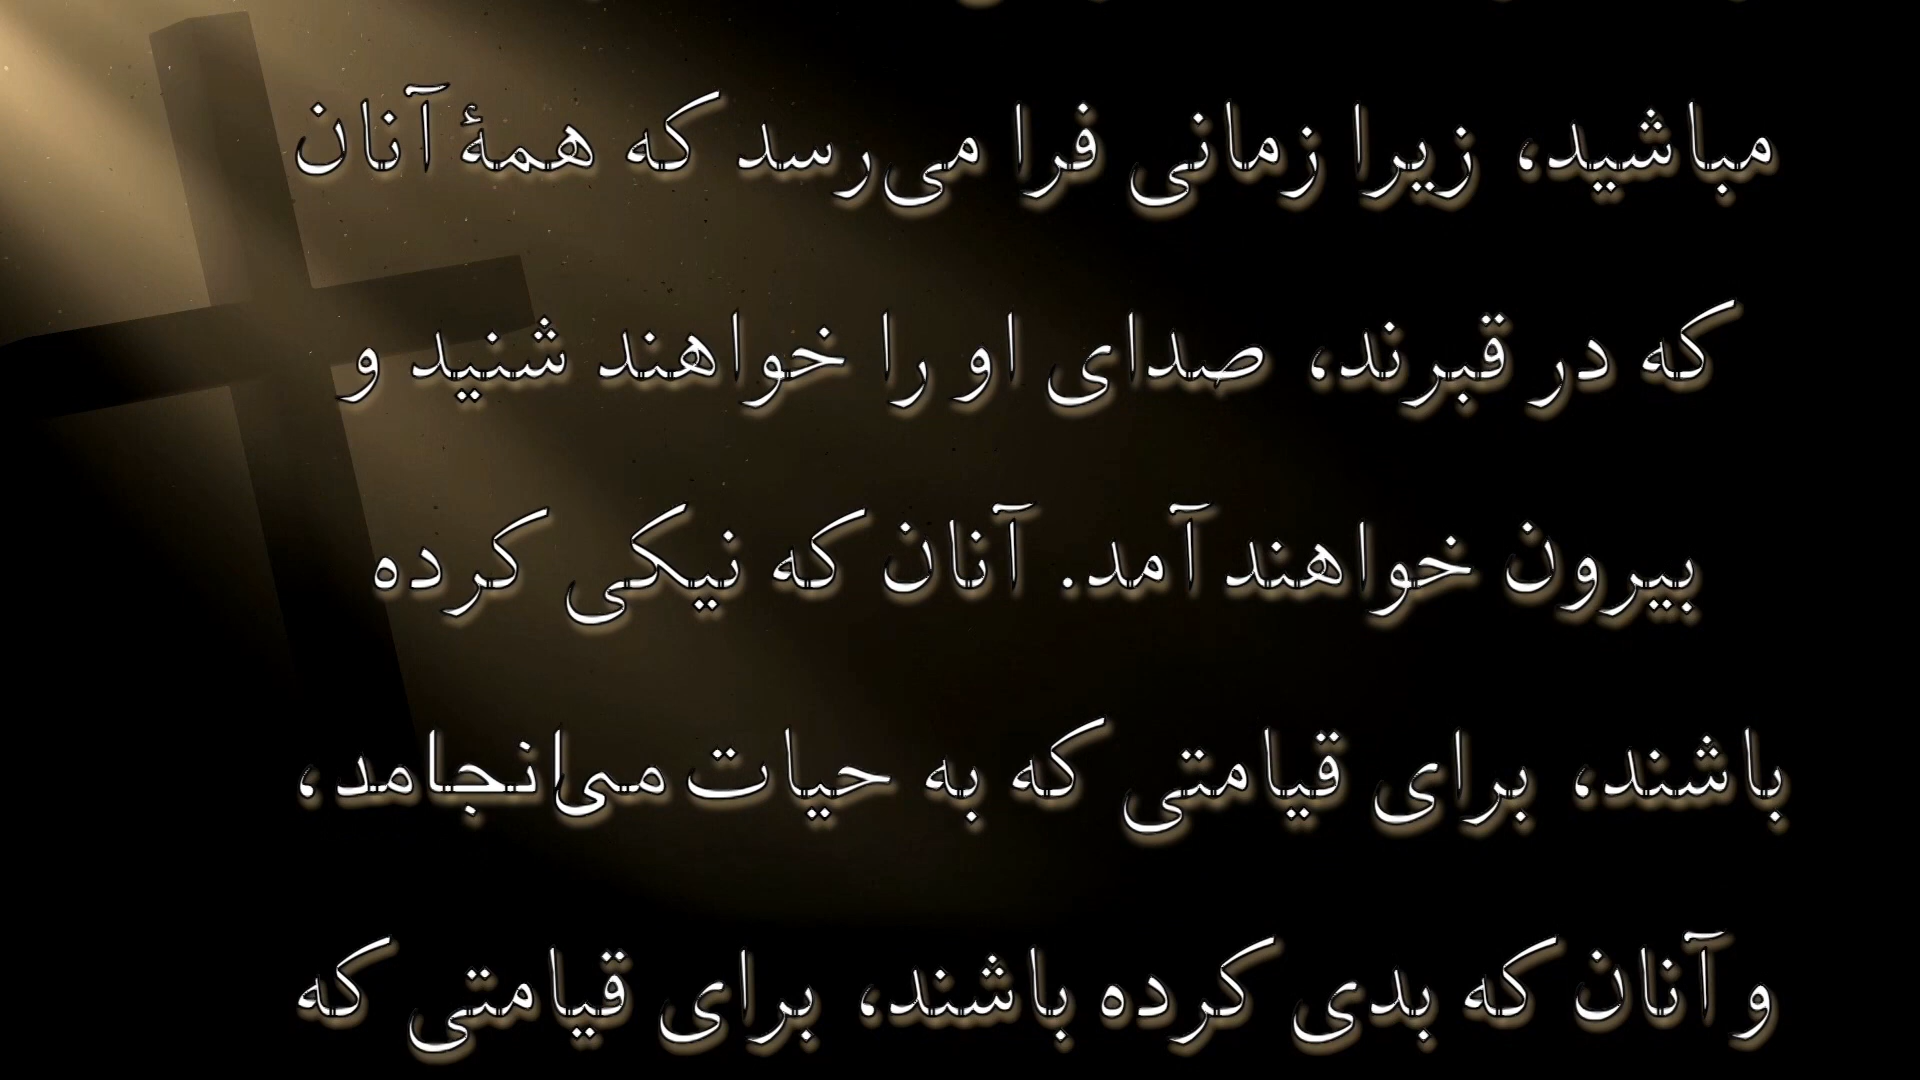 مباشید، زیرا زمانی فرا می‌رسد که همهٔ آنان
که در قبرند، صدای او را خواهند شنید و
بیرون خواهند آمد. آنان که نیکی کرده
باشند، برای قیامتی که به حیات می‌انجامد،
و آنان که بدی کرده باشند، برای قیامتی که